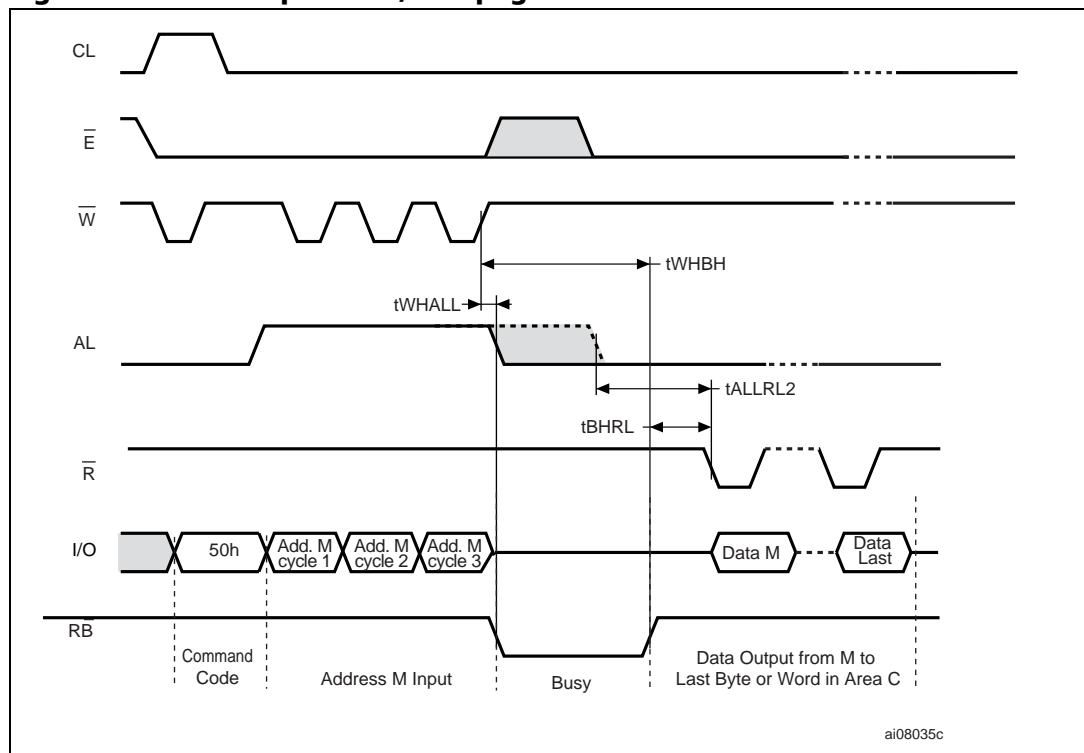 CL
E
W
tWHBH
tWHALL
AL
tALLRL2
tBHRL
R
I/O
50h
Add. M
cycle 1
Add. M
cycle 2
Add. M
cycle 3
Data M
Data
Last
RB
Command
Code
Address M Input
Busy
Data Output from M to
Last Byte or Word in Area C
ai08035c